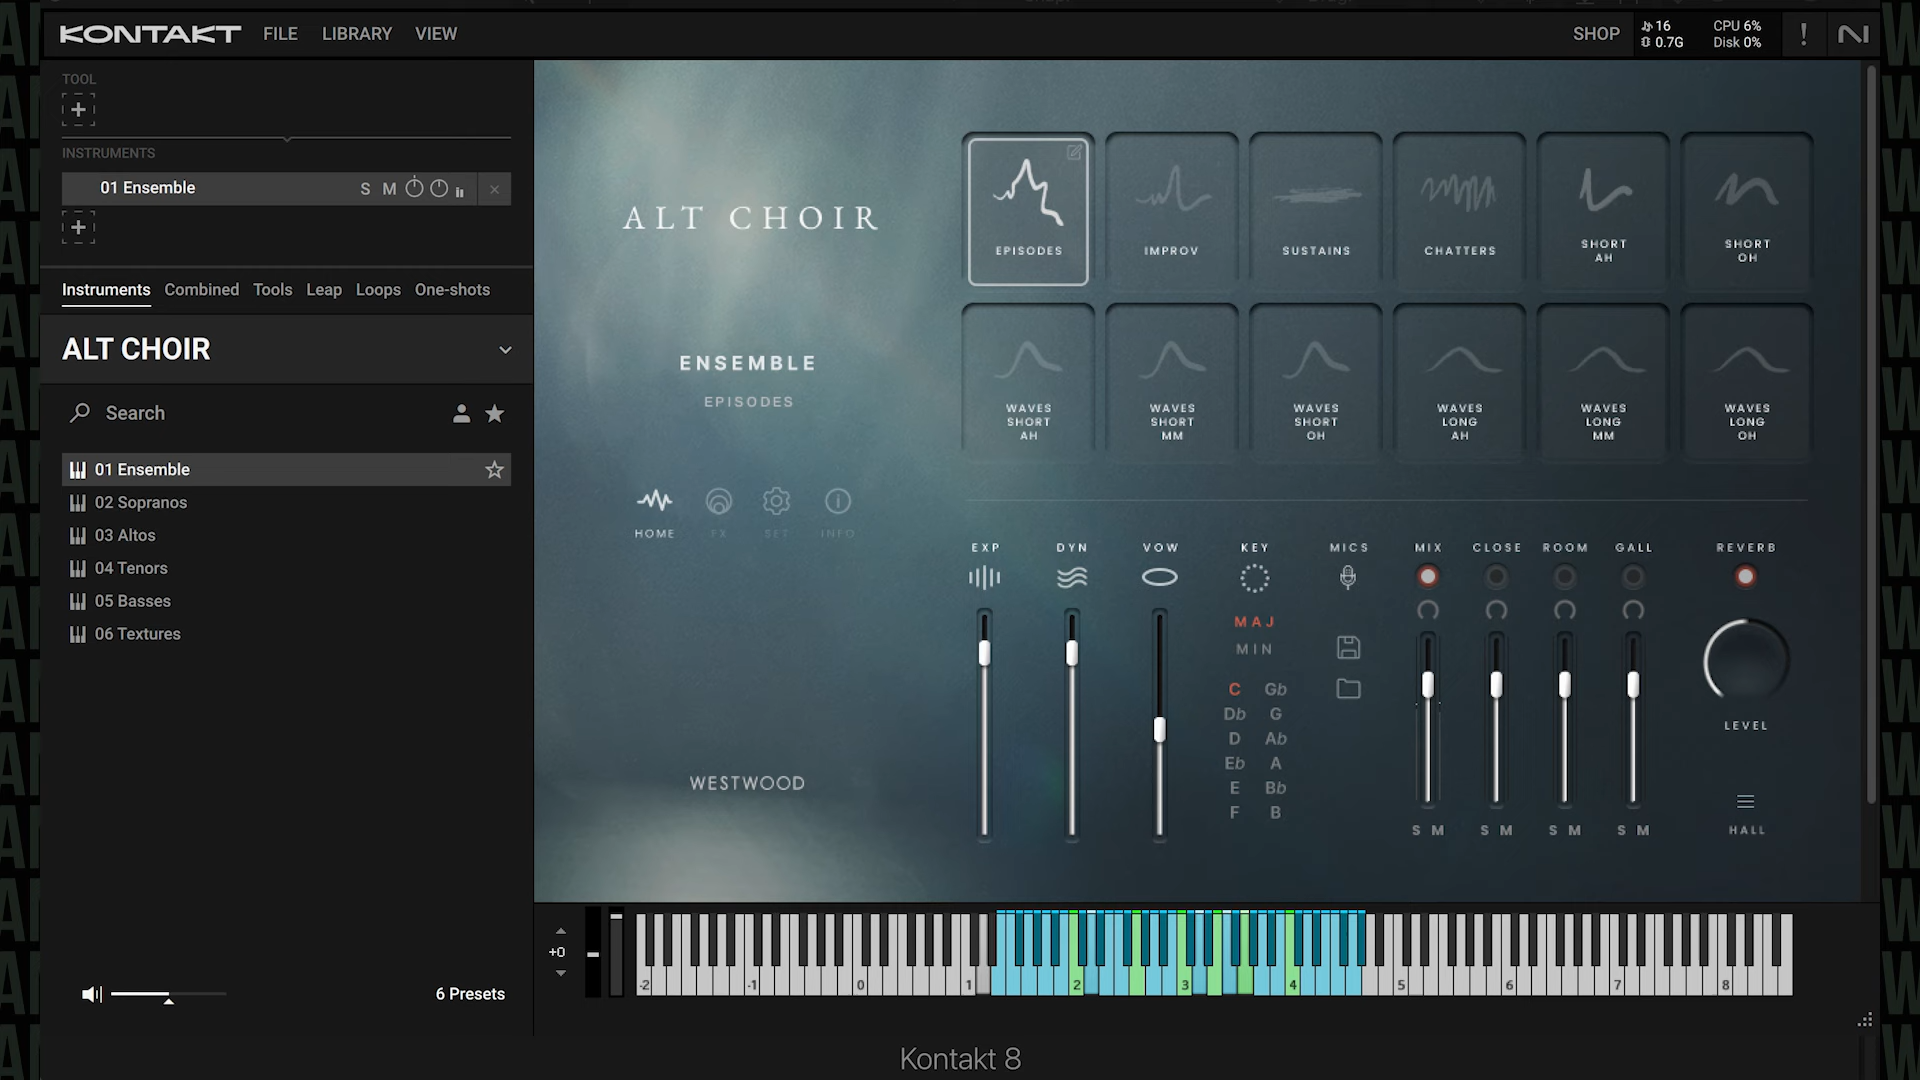 KONTAKT FILE LIBRARY VIEW SHOP 16 CPU 6%
0.7G Disk 0%
TOOL
INSTRUMENTS
01 Ensemble S M
Instruments Combined Tools Leap Loops One-shots
ALT CHOIR
Search
01 Ensemble
02 Sopranos
03 Altos
04 Tenors
05 Basses
06 Textures
6 Presets
ALT CHOIR
ENSEMBLE
EPISODES
HOME FX SET INFO
WESTWOOD
EPISODES IMPROV SUSTAINS CHATTERS SHORT AH SHORT OH
WAVES SHORT AH WAVES SHORT MM WAVES SHORT OH WAVES LONG AH WAVES LONG MM WAVES LONG OH
EXP DYN VOW KEY MICS MIX CLOSE ROOM GALL REVERB
MAJ
MIN
C Gb
Db G
D Ab
Eb A
E Bb
F B
LEVEL
S M S M S M S M HALL
+0
-2 -1 0 1 2 3 4 5 6 7 8
Kontakt 8